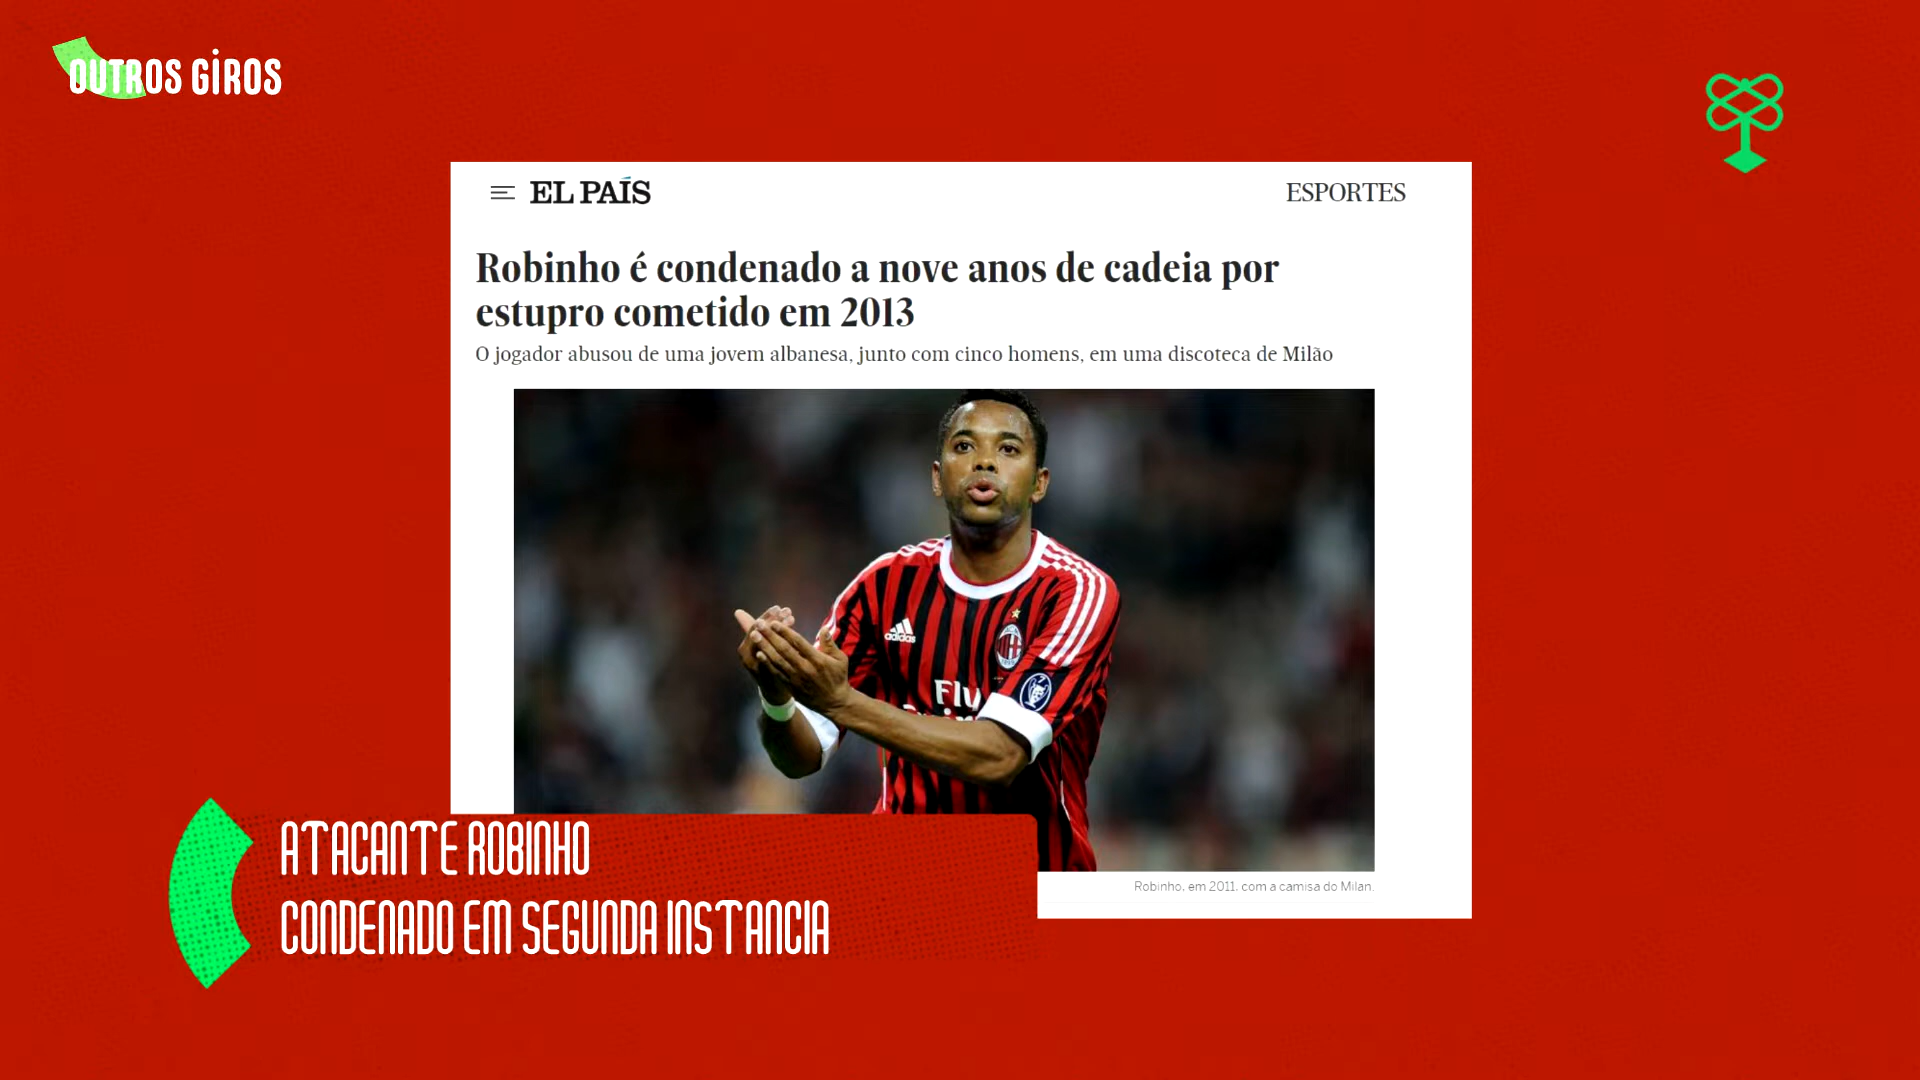 OUTROS GIROS
EL PAÍS
ESPORTES
Robinho é condenado a nove anos de cadeia por
estupro cometido em 2013
O jogador abusou de uma jovem albanesa, junto com cinco homens, em uma discoteca de Milão
adidas
Fly
Robinho, em 2011, com a camisa do Milan.
ATACANTE ROBINHO
CONDENADO EM SEGUNDA INSTANCIA